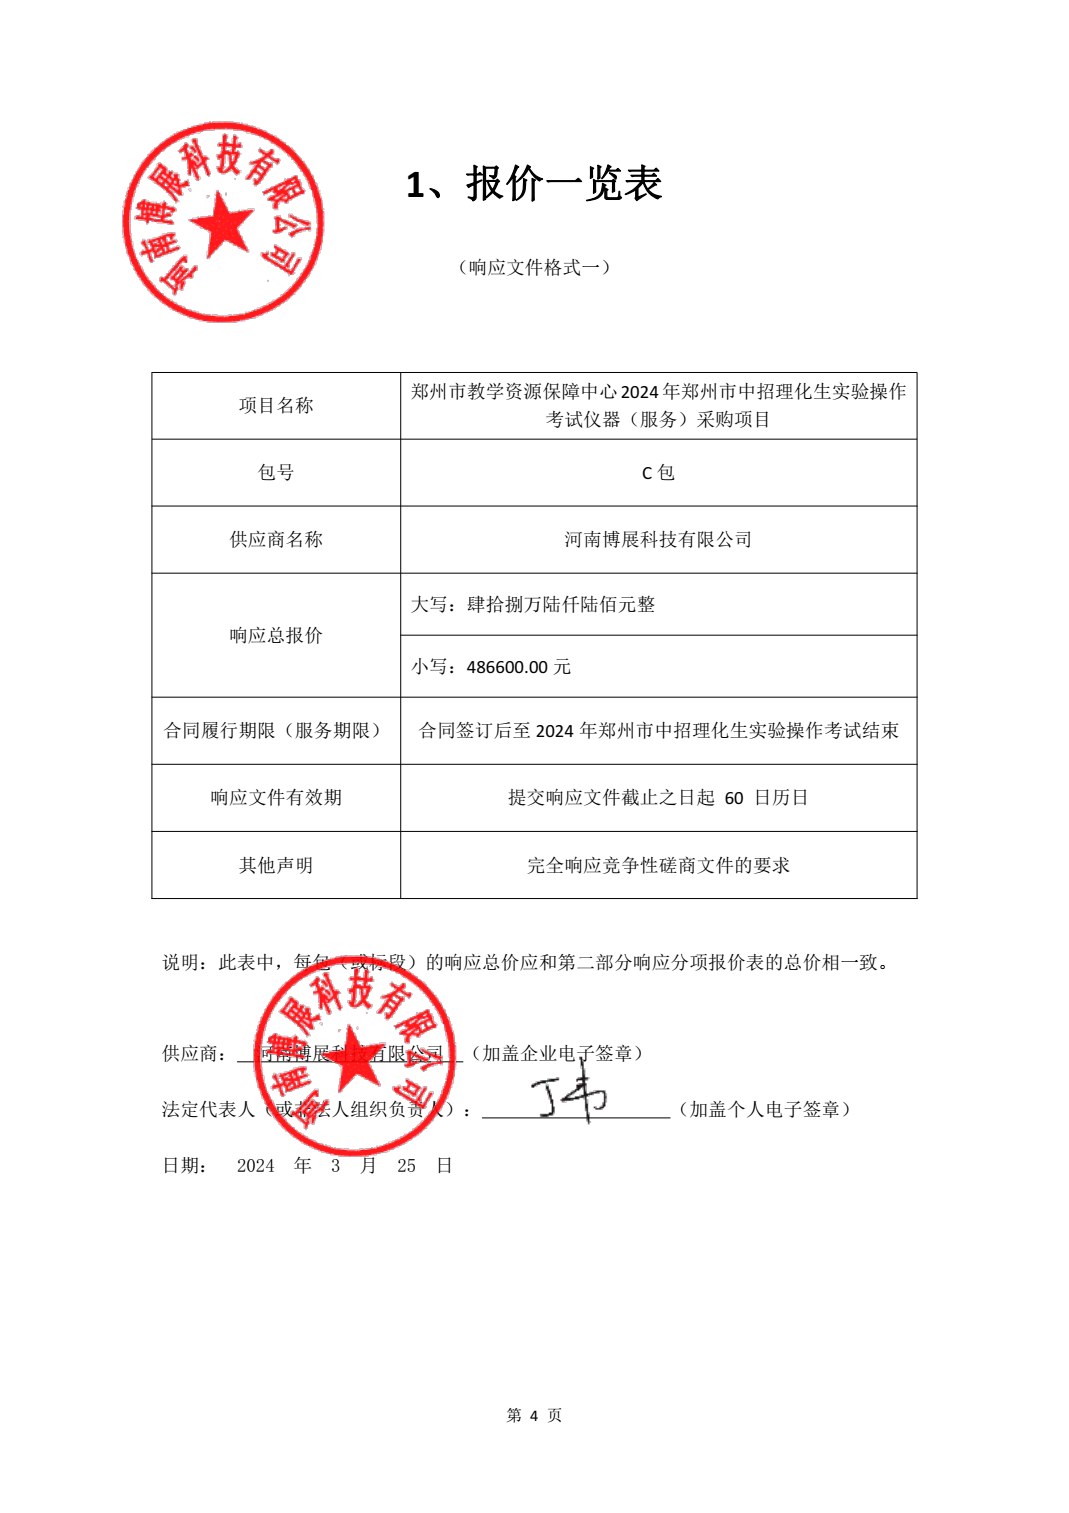 河南博展科技有限公司
1、报价一览表
（响应文件格式一）
项目名称
郑州市教学资源保障中心2024年郑州市中招理化生实验操作
考试仪器（服务）采购项目
包号
C 包
供应商名称
河南博展科技有限公司
响应总报价
大写：肆拾捌万陆仟陆佰元整
小写：486600.00 元
合同履行期限（服务期限）
合同签订后至 2024 年郑州市中招理化生实验操作考试结束
响应文件有效期
提交响应文件截止之日起 60 日历日
其他声明
完全响应竞争性磋商文件的要求
说明：此表中，每包（或标段）的响应总价应和第二部分响应分项报价表的总价相一致。
河南博展科技有限公司
供应商： 河南博展科技有限公司 （加盖企业电子签章）
法定代表人（或非法人组织负责人）： 丁韦 （加盖个人电子签章）
日期： 2024 年 3 月 25 日
第 4 页